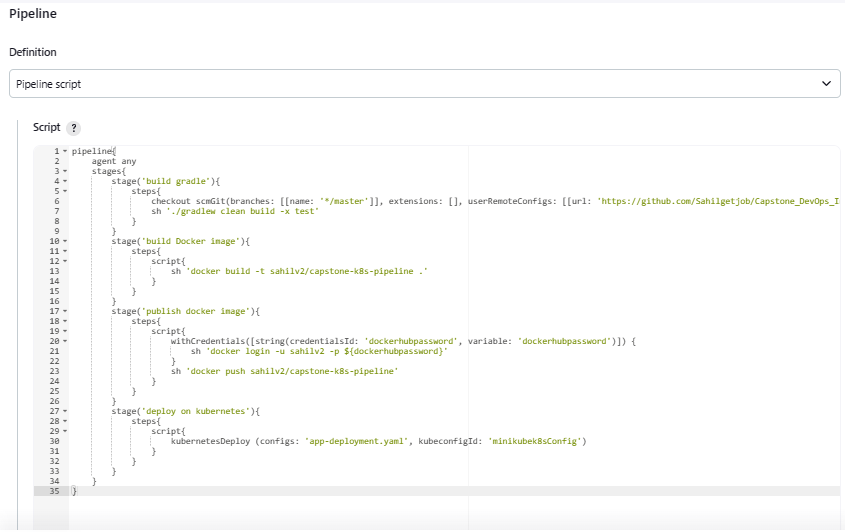 Pipeline
Definition
Pipeline script
Script ?
1 pipeline{
2 agent any
3 stages{
4 stage('build gradle'){
5 steps{
6 checkout scmGit(branches: [[name: '*/master']], extensions: [], userRemoteConfigs: [[url: 'https://github.com/Sahilgetjob/Capstone_DevOps_I
7 sh './gradlew clean build -x test'
8 }
9 }
10 stage('build Docker image'){
11 steps{
12 script{
13 sh 'docker build -t sahilv2/capstone-k8s-pipeline .'
14 }
15 }
16 }
17 stage('publish docker image'){
18 steps{
19 script{
20 withCredentials([string(credentialsId: 'dockerhubpassword', variable: 'dockerhubpassword')]) {
21 sh 'docker login -u sahilv2 -p ${dockerhubpassword}'
22 }
23 sh 'docker push sahilv2/capstone-k8s-pipeline'
24 }
25 }
26 }
27 stage('deploy on kubernetes'){
28 steps{
29 script{
30 kubernetesDeploy (configs: 'app-deployment.yaml', kubeconfigId: 'minikubek8sConfig')
31 }
32 }
33 }
34 }
35 }